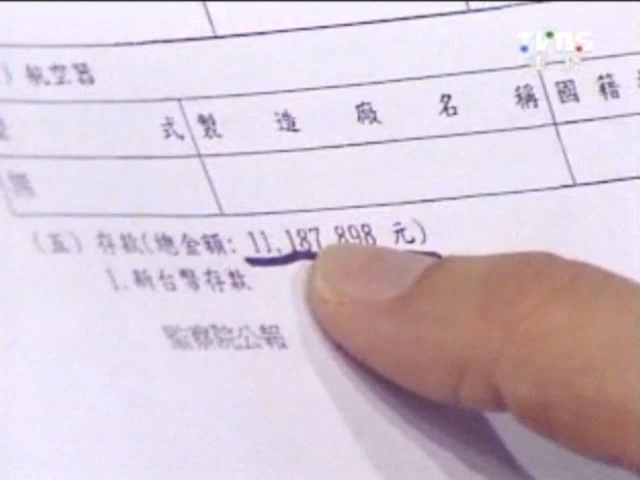 TVBS
）航空器
式 製 造 廠 名 稱 國 籍
無
（五）存款(總金額: 11,187,898 元)
1.新台幣存款
監察院公報